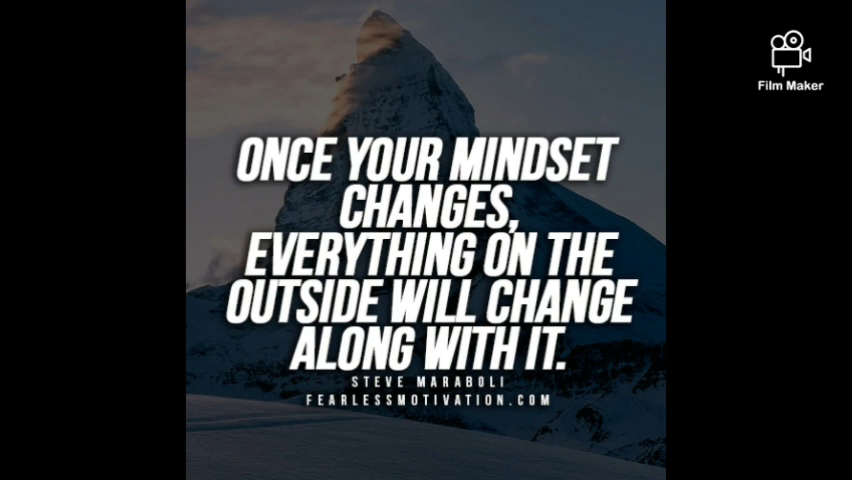 Film Maker
ONCE YOUR MINDSET
CHANGES,
EVERYTHING ON THE
OUTSIDE WILL CHANGE
ALONG WITH IT.
STEVE MARABOLI
FEARLESSMOTIVATION.COM